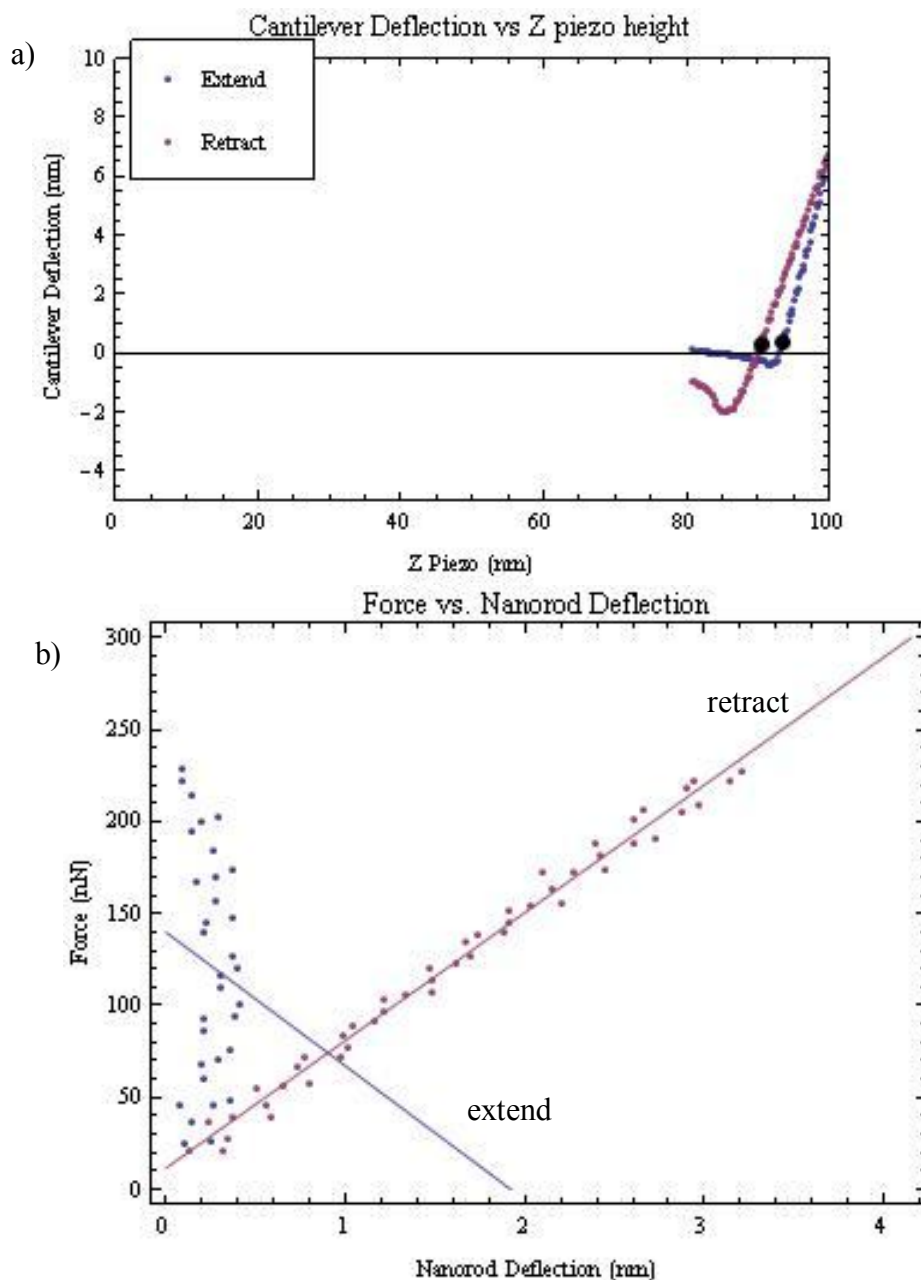 a)
Cantilever Deflection vs Z piezo height
Extend
Retract
Cantilever Deflection (nm)
10
8
6
4
2
0
−2
−4
0 20 40 60 80 100
Z Piezo (nm)
Force vs. Nanorod Deflection
b)
Force (nN)
300
250
200
150
100
50
0
retract
extend
0 1 2 3 4
Nanorod Deflection (nm)